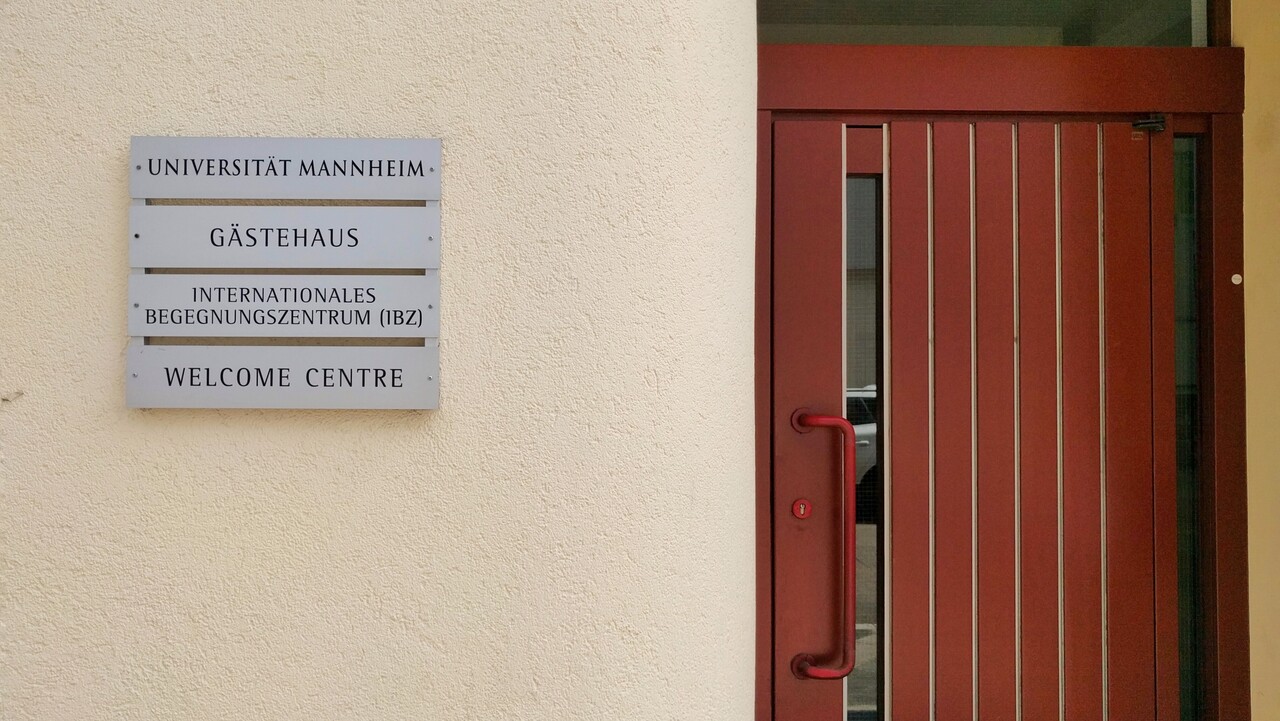 UNIVERSITÄT MANNHEIM
GÄSTEHAUS
INTERNATIONALES
BEGEGNUNGSZENTRUM (IBZ)
WELCOME CENTRE